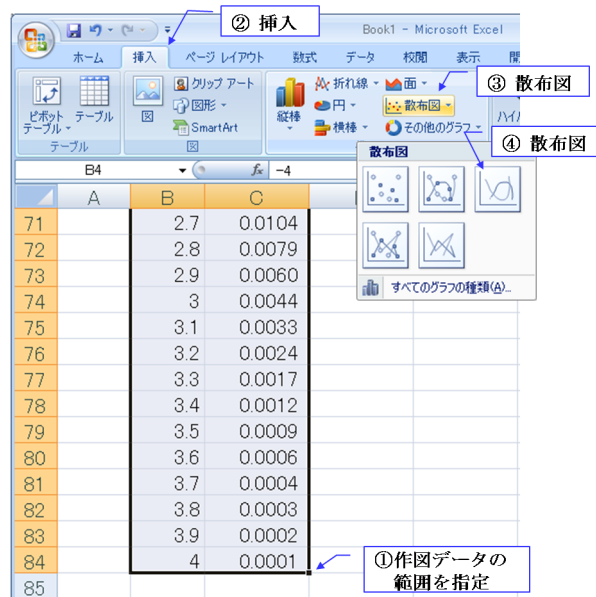 ② 挿入
Book1 - Microsoft Excel
ホーム 挿入 ページ レイアウト 数式 データ 校閲 表示 開
③ 散布図
ピボット
テーブル
テーブル
図
クリップ アート
図形
SmartArt
縦棒
折れ線
円
横棒
面
散布図
その他のグラフ
ハイパ
テーブル
図
④ 散布図
B4 fx -4
散布図
すべてのグラフの種類(A)...
A B C
71 2.7 0.0104
72 2.8 0.0079
73 2.9 0.0060
74 3 0.0044
75 3.1 0.0033
76 3.2 0.0024
77 3.3 0.0017
78 3.4 0.0012
79 3.5 0.0009
80 3.6 0.0006
81 3.7 0.0004
82 3.8 0.0003
83 3.9 0.0002
84 4 0.0001
85
①作図データの
範囲を指定